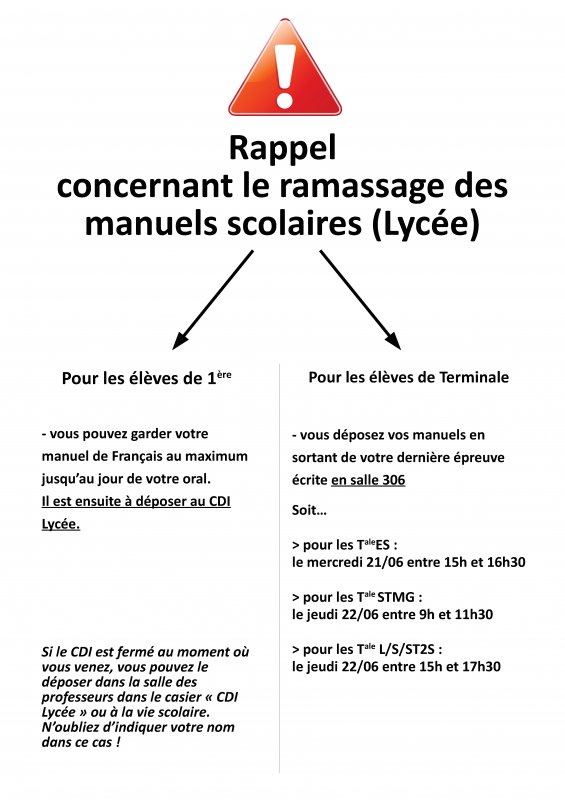 Rappel
concernant le ramassage des
manuels scolaires (Lycée)
Pour les élèves de 1ère
- vous pouvez garder votre
manuel de Français au maximum
jusqu’au jour de votre oral.
Il est ensuite à déposer au CDI
Lycée.
Si le CDI est fermé au moment où
vous venez, vous pouvez le
déposer dans la salle des
professeurs dans le casier « CDI
Lycée » ou à la vie scolaire.
N’oubliez d’indiquer votre nom
dans ce cas !
Pour les élèves de Terminale
- vous déposez vos manuels en
sortant de votre dernière épreuve
écrite en salle 306
Soit…
> pour les TaleES :
le mercredi 21/06 entre 15h et 16h30
> pour les Tale STMG :
le jeudi 22/06 entre 9h et 11h30
> pour les Tale L/S/ST2S :
le jeudi 22/06 entre 15h et 17h30